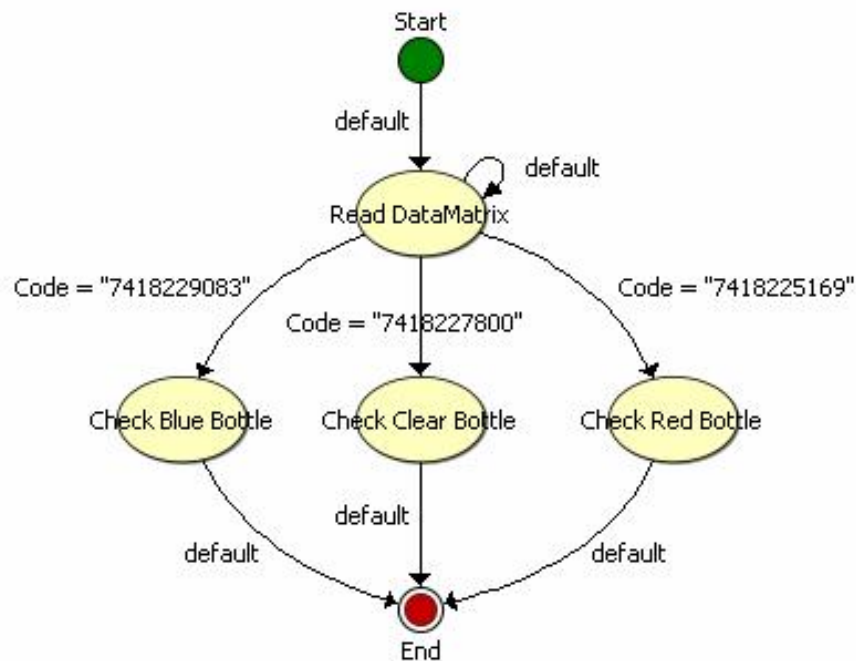 Start
default
default
Read DataMatrix
Code = "7418229083"
Code = "7418225169"
Code = "7418227800"
Check Blue Bottle
Check Clear Bottle
Check Red Bottle
default
default
default
End